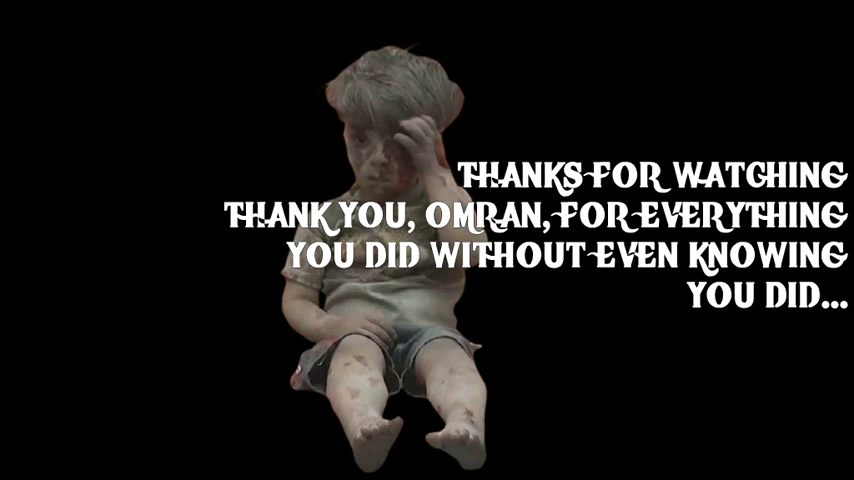 THANKS FOR WATCHING
THANK YOU, OMRAN, FOR EVERYTHING
YOU DID WITHOUT EVEN KNOWING
YOU DID...